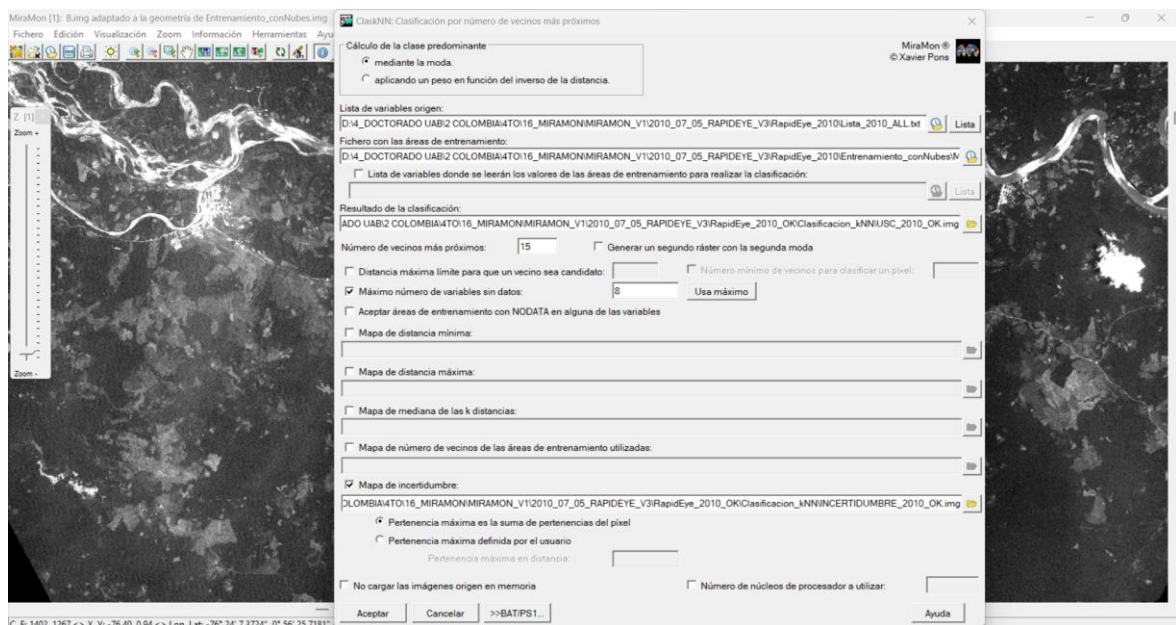 MiraMon [1]: B.img adaptado a la geometría de Entrenamiento_conNubes.img
Fichero Edición Visualización Zoom Información Herramientas Ayu
Z [1]
Zoom +
Zoom -
ClasKNN: Clasificación por número de vecinos más próximos
MiraMon ®
© Xavier Pons
Cálculo de la clase predominante
mediante la moda.
aplicando un peso en función del inverso de la distancia.
Lista de variables origen:
D:\4_DOCTORADO UAB\2 COLOMBIA\4TO\16_MIRAMON\MIRAMON_V1\2010_07_05_RAPIDEYE_V3\RapidEye_2010\Lista_2010_ALL.txt Lista
Fichero con las áreas de entrenamiento:
D:\4_DOCTORADO UAB\2 COLOMBIA\4TO\16_MIRAMON\MIRAMON_V1\2010_07_05_RAPIDEYE_V3\RapidEye_2010\Entrenamiento_conNubes\M
Lista de variables donde se leerán los valores de las áreas de entrenamiento para realizar la clasificación:
Lista
Resultado de la clasificación:
ADO UAB\2 COLOMBIA\4TO\16_MIRAMON\MIRAMON_V1\2010_07_05_RAPIDEYE_V3\RapidEye_2010_OK\Clasificacion_kNN\USC_2010_OK.img
Número de vecinos más próximos: 15 Generar un segundo ráster con la segunda moda
Distancia máxima límite para que un vecino sea candidato: Número mínimo de vecinos para clasificar un píxel:
Máximo número de variables sin datos: 8 Usa máximo
Aceptar áreas de entrenamiento con NODATA en alguna de las variables
Mapa de distancia mínima:
Mapa de distancia máxima:
Mapa de mediana de las k distancias:
Mapa de número de vecinos de las áreas de entrenamiento utilizadas:
Mapa de incertidumbre:
OLOMBIA\4TO\16_MIRAMON\MIRAMON_V1\2010_07_05_RAPIDEYE_V3\RapidEye_2010_OK\Clasificacion_kNN\INCERTIDUMBRE_2010_OK.img
Pertenencia máxima es la suma de pertenencias del píxel
Pertenencia máxima definida por el usuario
Pertenencia máxima en distancia:
No cargar las imágenes origen en memoria Número de núcleos de procesador a utilizar:
Aceptar Cancelar >>BAT/PS1... Ayuda